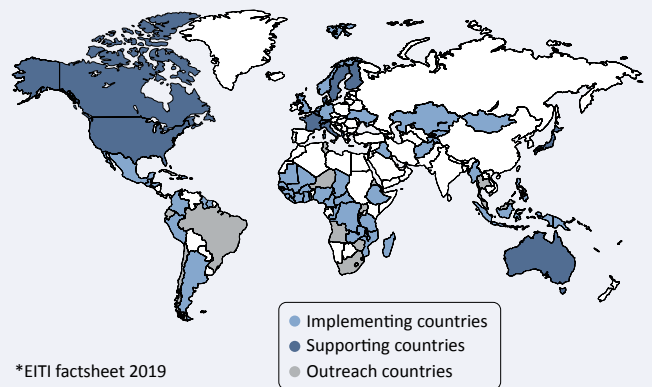 Implementing countries
Supporting countries
Outreach countries
*EITI factsheet 2019